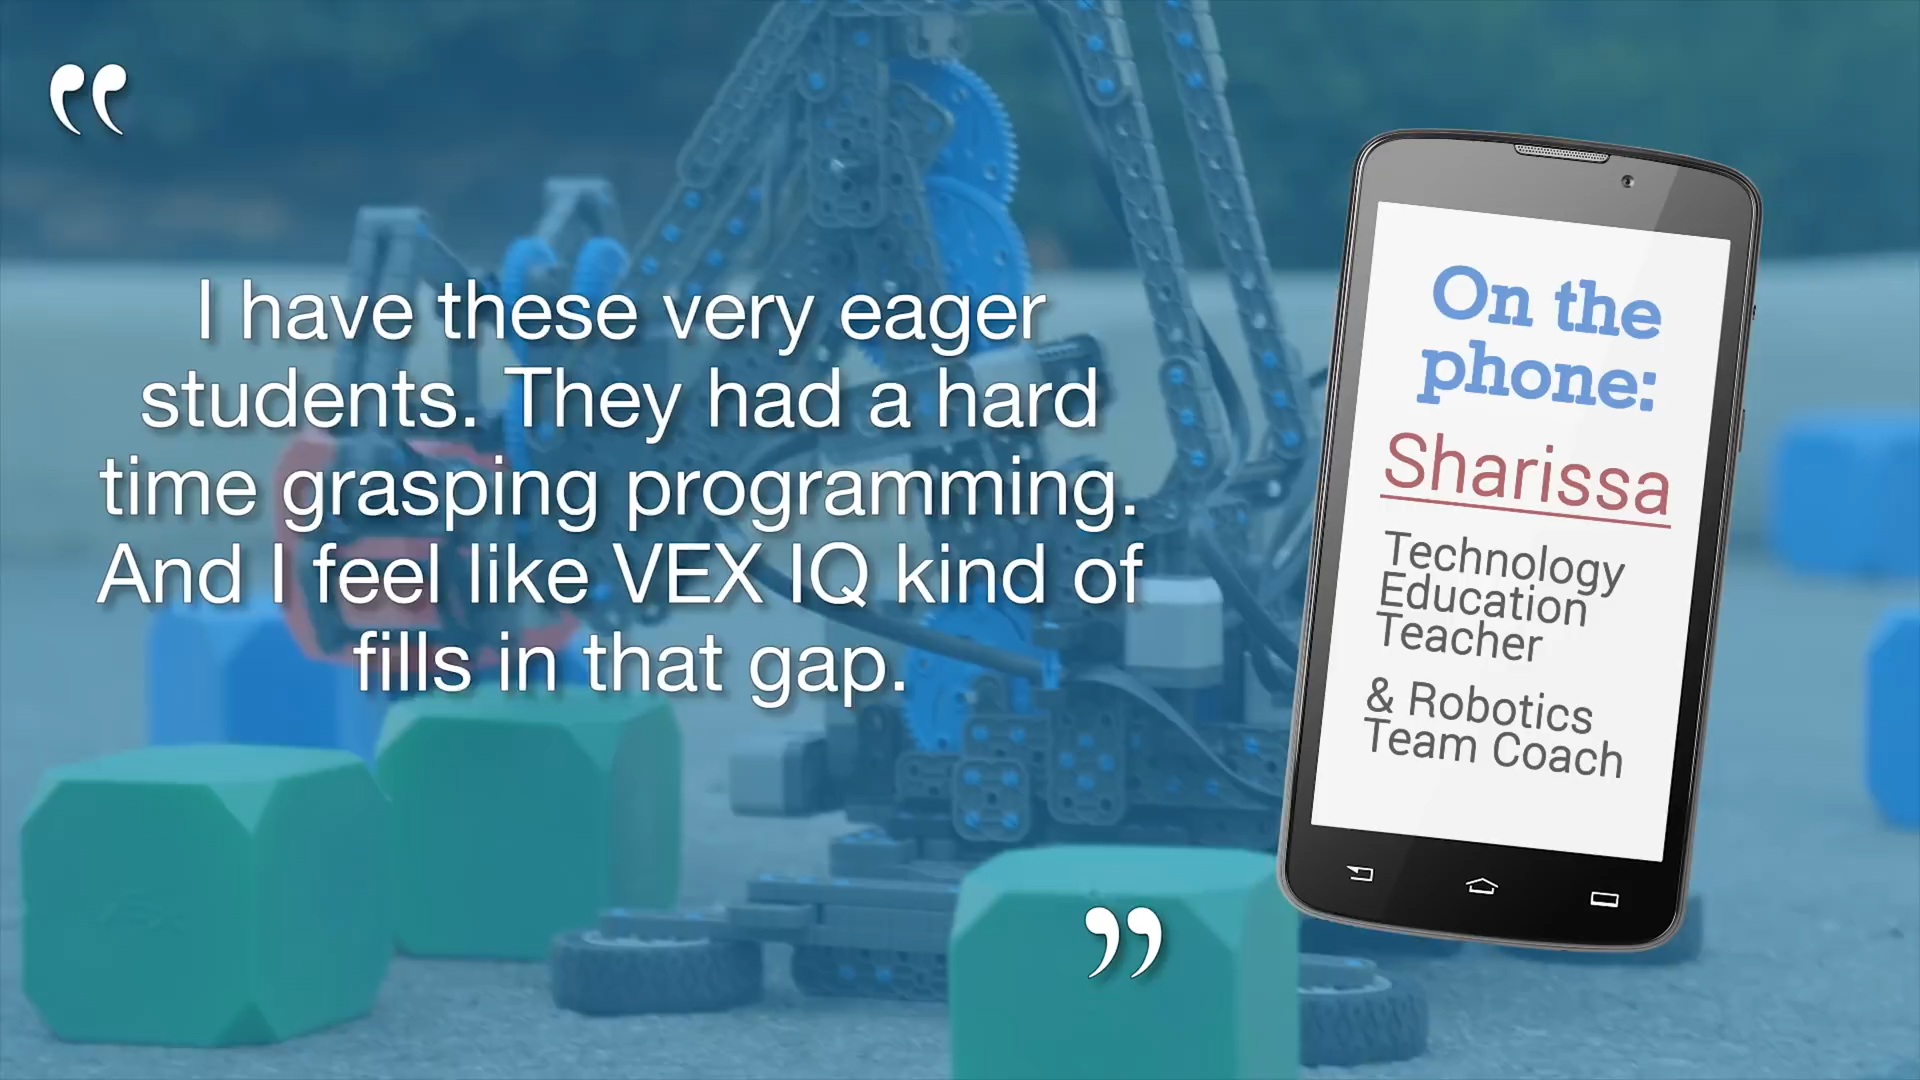 “
I have these very eager
students. They had a hard
time grasping programming.
And I feel like VEX IQ kind of
fills in that gap.
”
On the
phone:
Sharissa
Technology
Education
Teacher
& Robotics
Team Coach